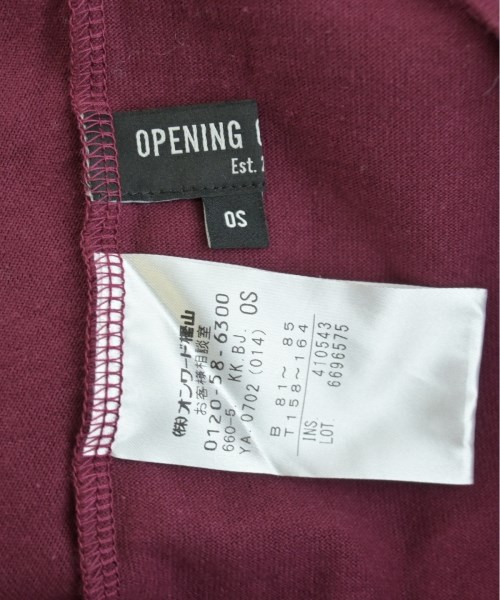 OPENING
Est.
OS
(株)オンワード樫山
お客様相談室
0120-58-6300
660-5 KK.BJ. OS
YA.0702(014)
B 81~ 85
T158~164
INS. 410543
LOT 6696575